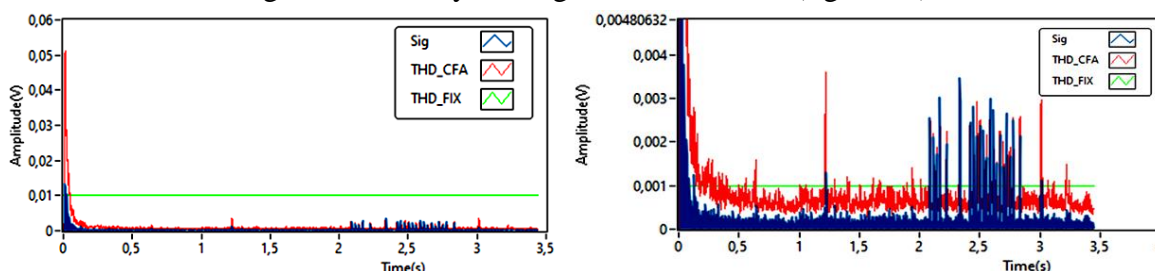 0,06
0,05
0,04
0,03
0,02
0,01
0
Amplitude(V)
Sig
THD_CFA
THD_FIX
0
0,5
1
1,5
2
2,5
3
3,5
Time(s)
0,00480632
0,004
0,003
0,002
0,001
0
Amplitude(V)
Sig
THD_CFA
THD_FIX
0
0,5
1
1,5
2
2,5
3
3,5
Time(s)